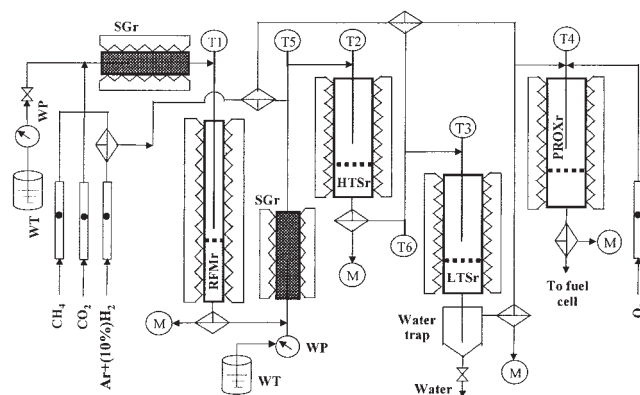 SGr
T1
T5
T2
T4
WP
WT
CH4
CO2
Ar+(10%)H2
RFMr
M
SGr
WT
WP
HTSr
M
T6
T3
LTSr
Water
trap
Water
M
PROXr
M
To fuel
cell